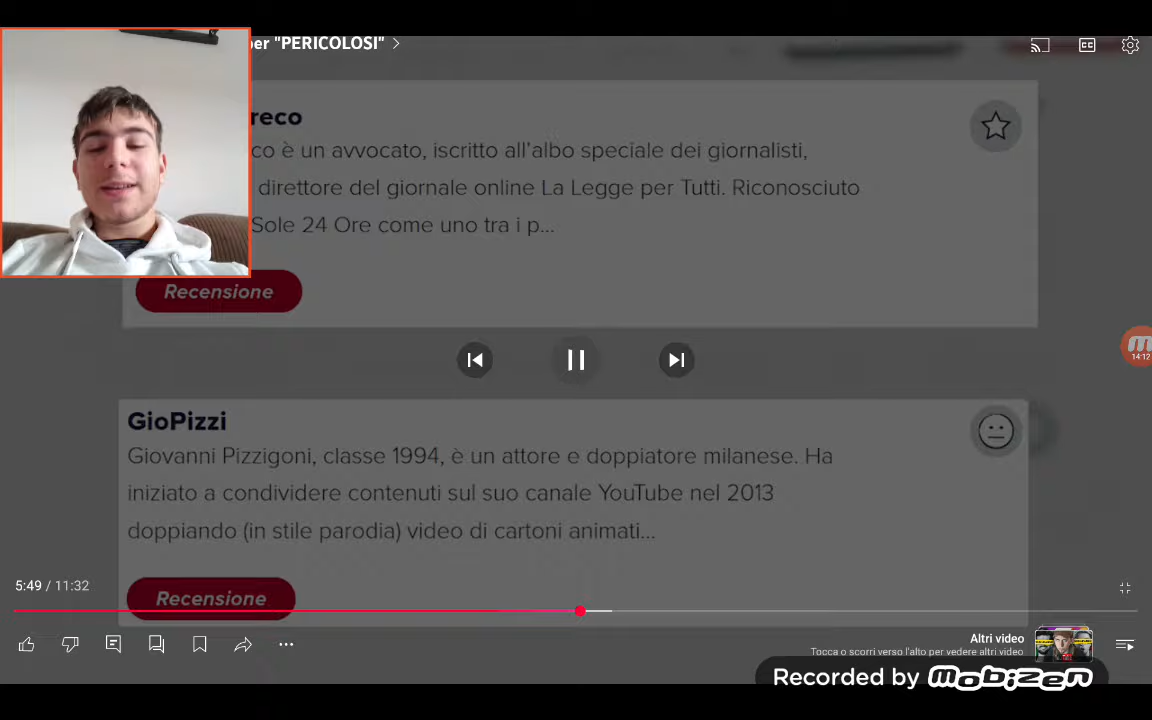 er "PERICOLOSI"
reco
co è un avvocato, iscritto all'albo speciale dei giornalisti,
direttore del giornale online La Legge per Tutti. Riconosciuto
Sole 24 Ore come uno tra i p...
Recensione
14:12
GioPizzi
Giovanni Pizzigoni, classe 1994, è un attore e doppiatore milanese. Ha
iniziato a condividere contenuti sul suo canale YouTube nel 2013
doppiando (in stile parodia) video di cartoni animati...
5:49 / 11:32
Recensione
Altri video
Tocca o scorri verso l'alto per vedere altri video
Recorded by mobizen